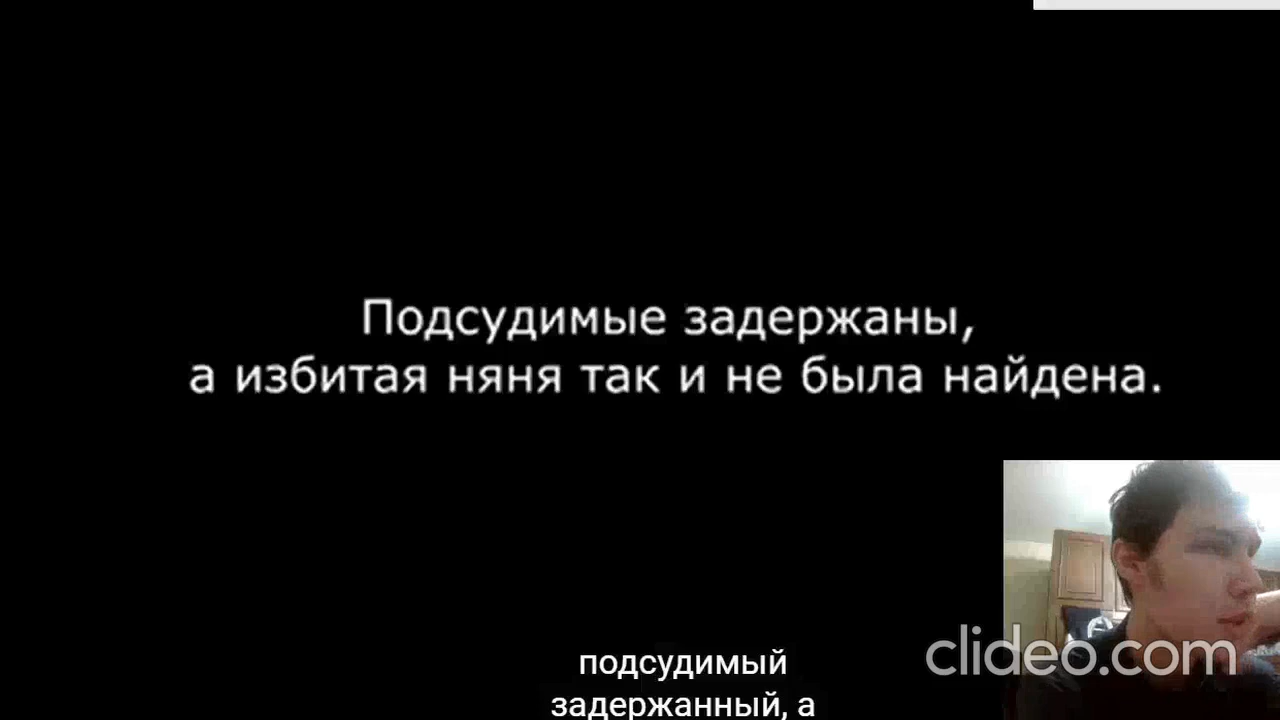 Подсудимые задержаны,
а избитая няня так и не была найдена.
clideo.com
подсудимый
задержанный, а